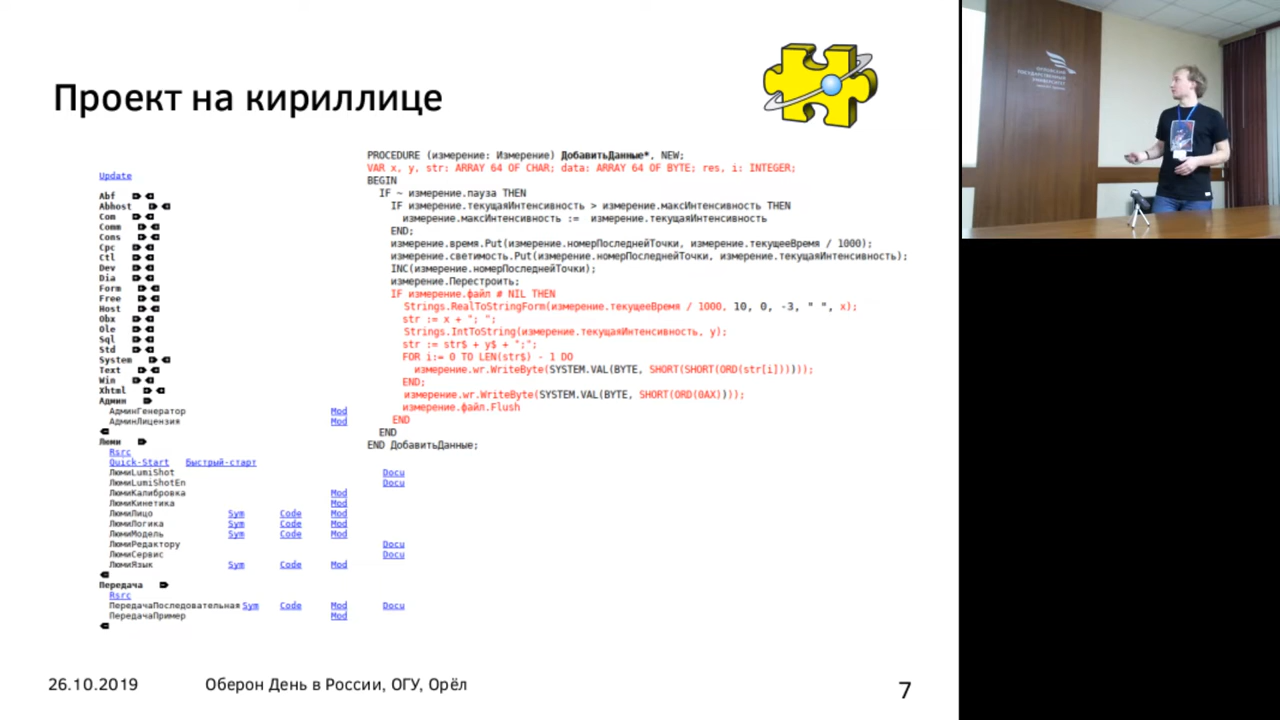 Проект на кириллице
Update
Abf
Abhost
Com
Comm
Cons
Cpc
Ctl
Dev
Dia
Form
Free
Host
Obx
Ole
Sql
Std
System
Text
Win
Xhtml
Админ
АдминГенератор Mod
АдминЛицензия Mod
Люми
Rsrc
Quick-Start Быстрый-старт
ЛюмиLumiShot Docu
ЛюмиLumiShotEn Docu
ЛюмиКалибровка Mod
ЛюмиКинетика Mod
ЛюмиЛицо Sym Code Mod
ЛюмиЛогика Sym Code Mod
ЛюмиМодель Sym Code Mod
ЛюмиРедактору Docu
ЛюмиСервис Docu
ЛюмиЯзык Sym Code Mod
Передача
Rsrc
ПередачаПоследовательная Sym Code Mod Docu
ПередачаПример Mod
PROCEDURE (измерение: Измерение) ДобавитьДанные*, NEW;
VAR x, y, str: ARRAY 64 OF CHAR; data: ARRAY 64 OF BYTE; res, i: INTEGER;
BEGIN
IF ~ измерение.пауза THEN
IF измерение.текущаяИнтенсивность > измерение.максИнтенсивность THEN
измерение.максИнтенсивность := измерение.текущаяИнтенсивность
END;
измерение.время.Put(измерение.номерПоследнейТочки, измерение.текущееВремя / 1000);
измерение.светимость.Put(измерение.номерПоследнейТочки, измерение.текущаяИнтенсивность);
INC(измерение.номерПоследнейТочки);
измерение.Перестроить;
IF измерение.файл # NIL THEN
Strings.RealToStringForm(измерение.текущееВремя / 1000, 10, 0, -3, " ", x);
str := x + "; ";
Strings.IntToString(измерение.текущаяИнтенсивность, y);
str := str$ + y$ + ";";
FOR i:= 0 TO LEN(str$) - 1 DO
измерение.wr.WriteByte(SYSTEM.VAL(BYTE, SHORT(SHORT(ORD(str[i])))));
END;
измерение.wr.WriteByte(SYSTEM.VAL(BYTE, SHORT(ORD(0AX))));
измерение.файл.Flush
END
END
END ДобавитьДанные;
ОРЛОВСКИЙ
ГОСУДАРСТВЕННЫЙ
УНИВЕРСИТЕТ
26.10.2019 Оберон День в России, ОГУ, Орёл 7